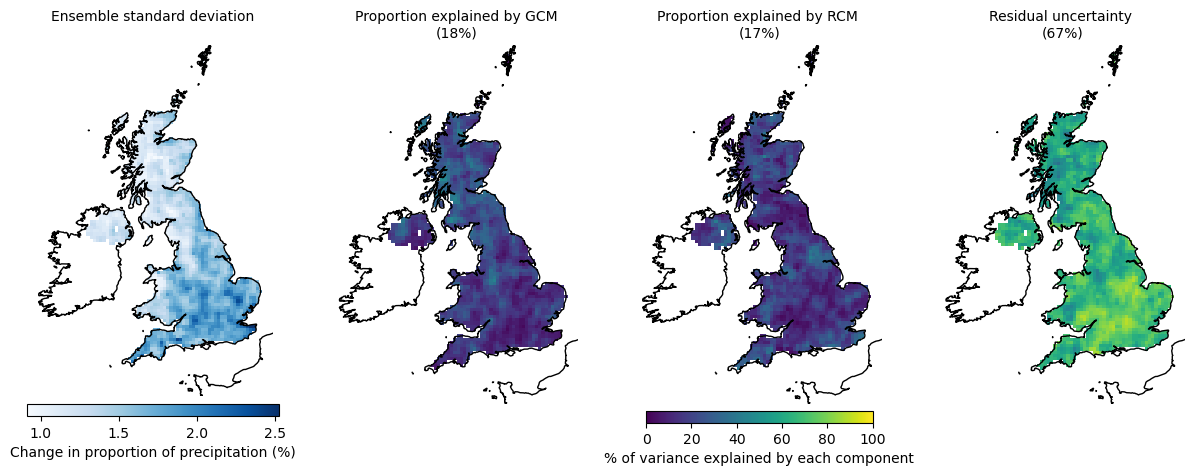 Ensemble standard deviation
Proportion explained by GCM
(18%)
Proportion explained by RCM
(17%)
Residual uncertainty
(67%)
1.0 1.5 2.0 2.5
Change in proportion of precipitation (%)
0 20 40 60 80 100
% of variance explained by each component